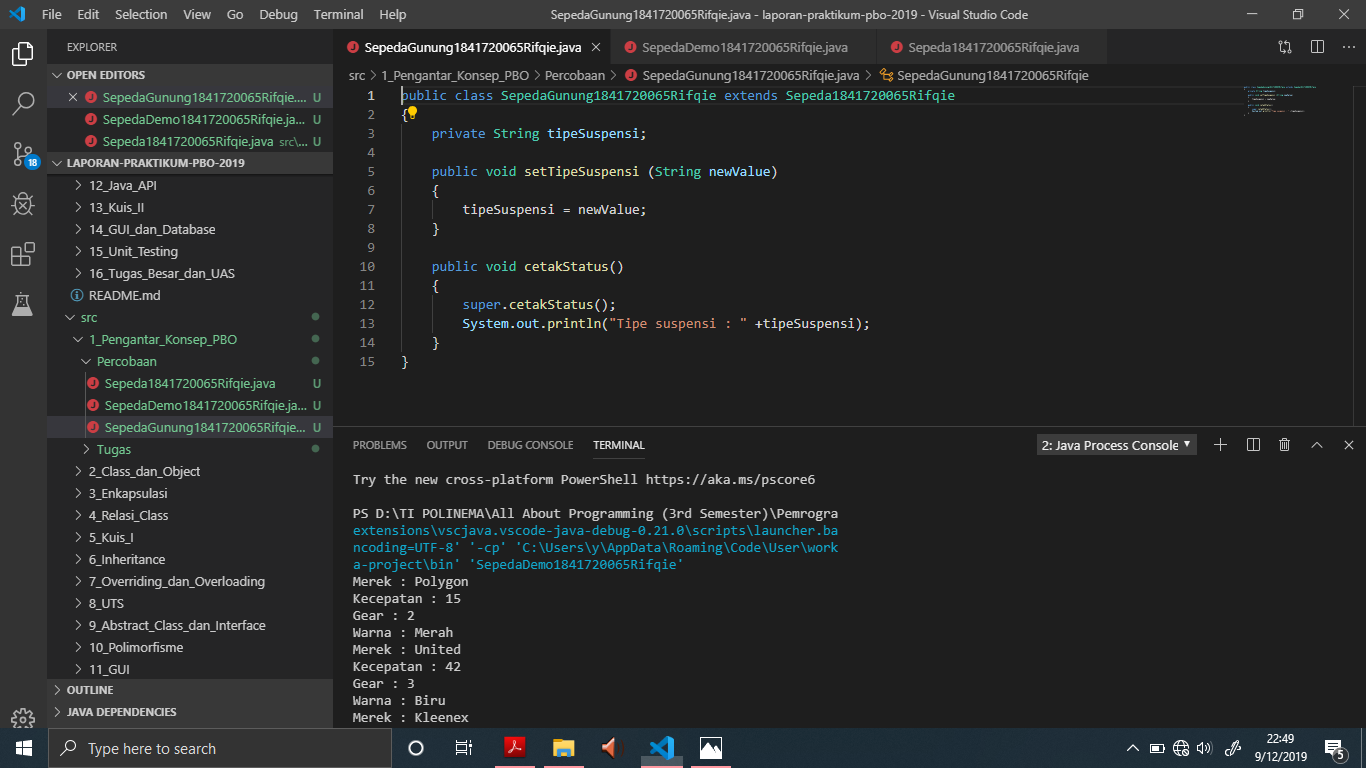 File Edit Selection View Go Debug Terminal Help SepedaGunung1841720065Rifqie.java - laporan-praktikum-pbo-2019 - Visual Studio Code
EXPLORER
OPEN EDITORS
SepedaGunung1841720065Rifqie.... U
SepedaDemo1841720065Rifqie.ja... U
Sepeda1841720065Rifqie.java src\... U
LAPORAN-PRAKTIKUM-PBO-2019
12_Java_API
13_Kuis_II
14_GUI_dan_Database
15_Unit_Testing
16_Tugas_Besar_dan_UAS
README.md
src
1_Pengantar_Konsep_PBO
Percobaan
Sepeda1841720065Rifqie.java U
SepedaDemo1841720065Rifqie.ja... U
SepedaGunung1841720065Rifqie... U
Tugas
2_Class_dan_Object
3_Enkapsulasi
4_Relasi_Class
5_Kuis_I
6_Inheritance
7_Overriding_dan_Overloading
8_UTS
9_Abstract_Class_dan_Interface
10_Polimorfisme
11_GUI
OUTLINE
JAVA DEPENDENCIES
18
SepedaGunung1841720065Rifqie.java SepedaDemo1841720065Rifqie.java Sepeda1841720065Rifqie.java
src > 1_Pengantar_Konsep_PBO > Percobaan > SepedaGunung1841720065Rifqie.java > SepedaGunung1841720065Rifqie
1 public class SepedaGunung1841720065Rifqie extends Sepeda1841720065Rifqie
2 {
3 private String tipeSuspensi;
4
5 public void setTipeSuspensi (String newValue)
6 {
7 tipeSuspensi = newValue;
8 }
9
10 public void cetakStatus()
11 {
12 super.cetakStatus();
13 System.out.println("Tipe suspensi : " +tipeSuspensi);
14 }
15 }
PROBLEMS OUTPUT DEBUG CONSOLE TERMINAL 2: Java Process Console
Try the new cross-platform PowerShell https://aka.ms/pscore6
PS D:\TI POLINEMA\All About Programming (3rd Semester)\Pemrogra
extensions\vscjava.vscode-java-debug-0.21.0\scripts\launcher.ba
ncoding=UTF-8' '-cp' 'C:\Users\y\AppData\Roaming\Code\User\work
a-project\bin' 'SepedaDemo1841720065Rifqie'
Merek : Polygon
Kecepatan : 15
Gear : 2
Warna : Merah
Merek : United
Kecepatan : 42
Gear : 3
Warna : Biru
Merek : Kleenex
Type here to search
22:49
9/12/2019
5